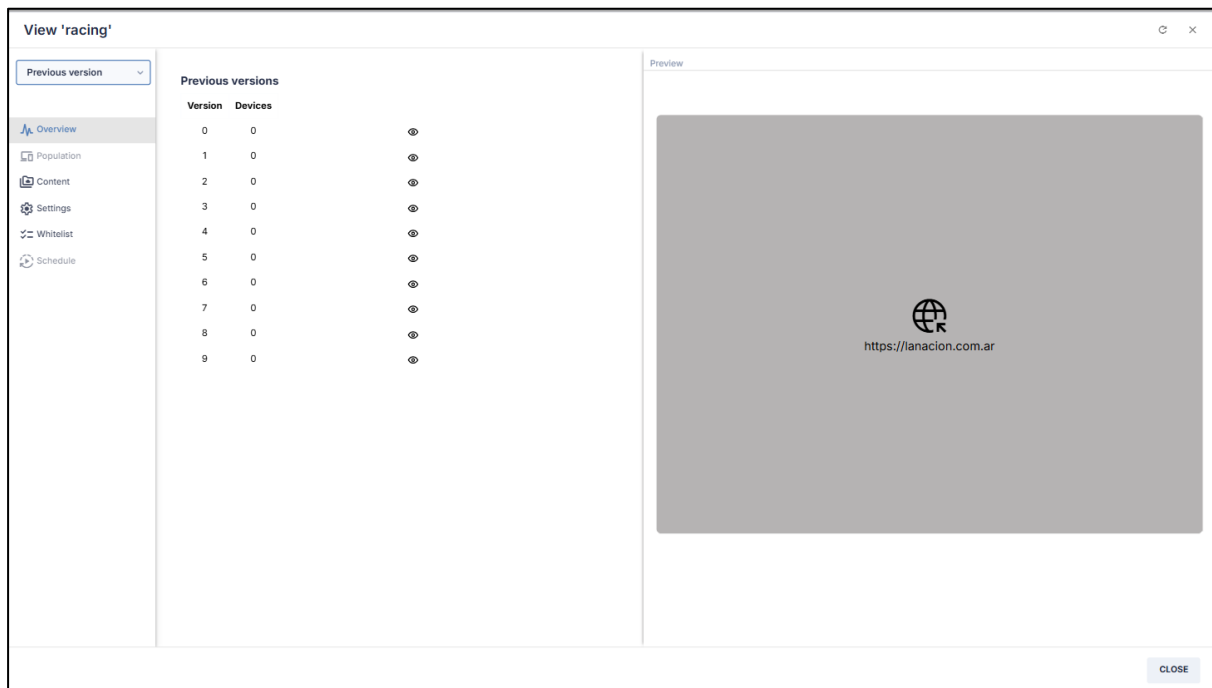 View 'racing'
Previous version
Overview
Population
Content
Settings
Whitelist
Schedule
Previous versions
Version Devices
0 0
1 0
2 0
3 0
4 0
5 0
6 0
7 0
8 0
9 0
Preview
https://lanacion.com.ar
CLOSE